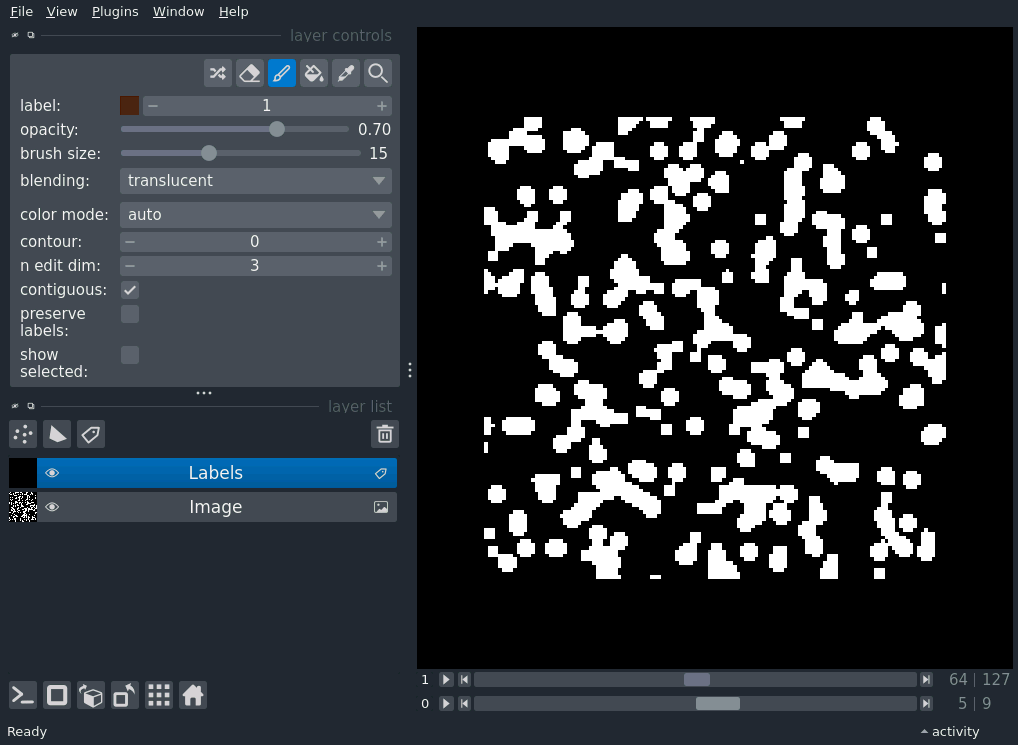 File View Plugins Window Help
layer controls
label: 1
opacity: 0.70
brush size: 15
blending: translucent
color mode: auto
contour: 0
n edit dim: 3
contiguous:
preserve
labels:
show
selected:
layer list
Labels
Image
1 64 | 127
0 5 | 9
Ready activity